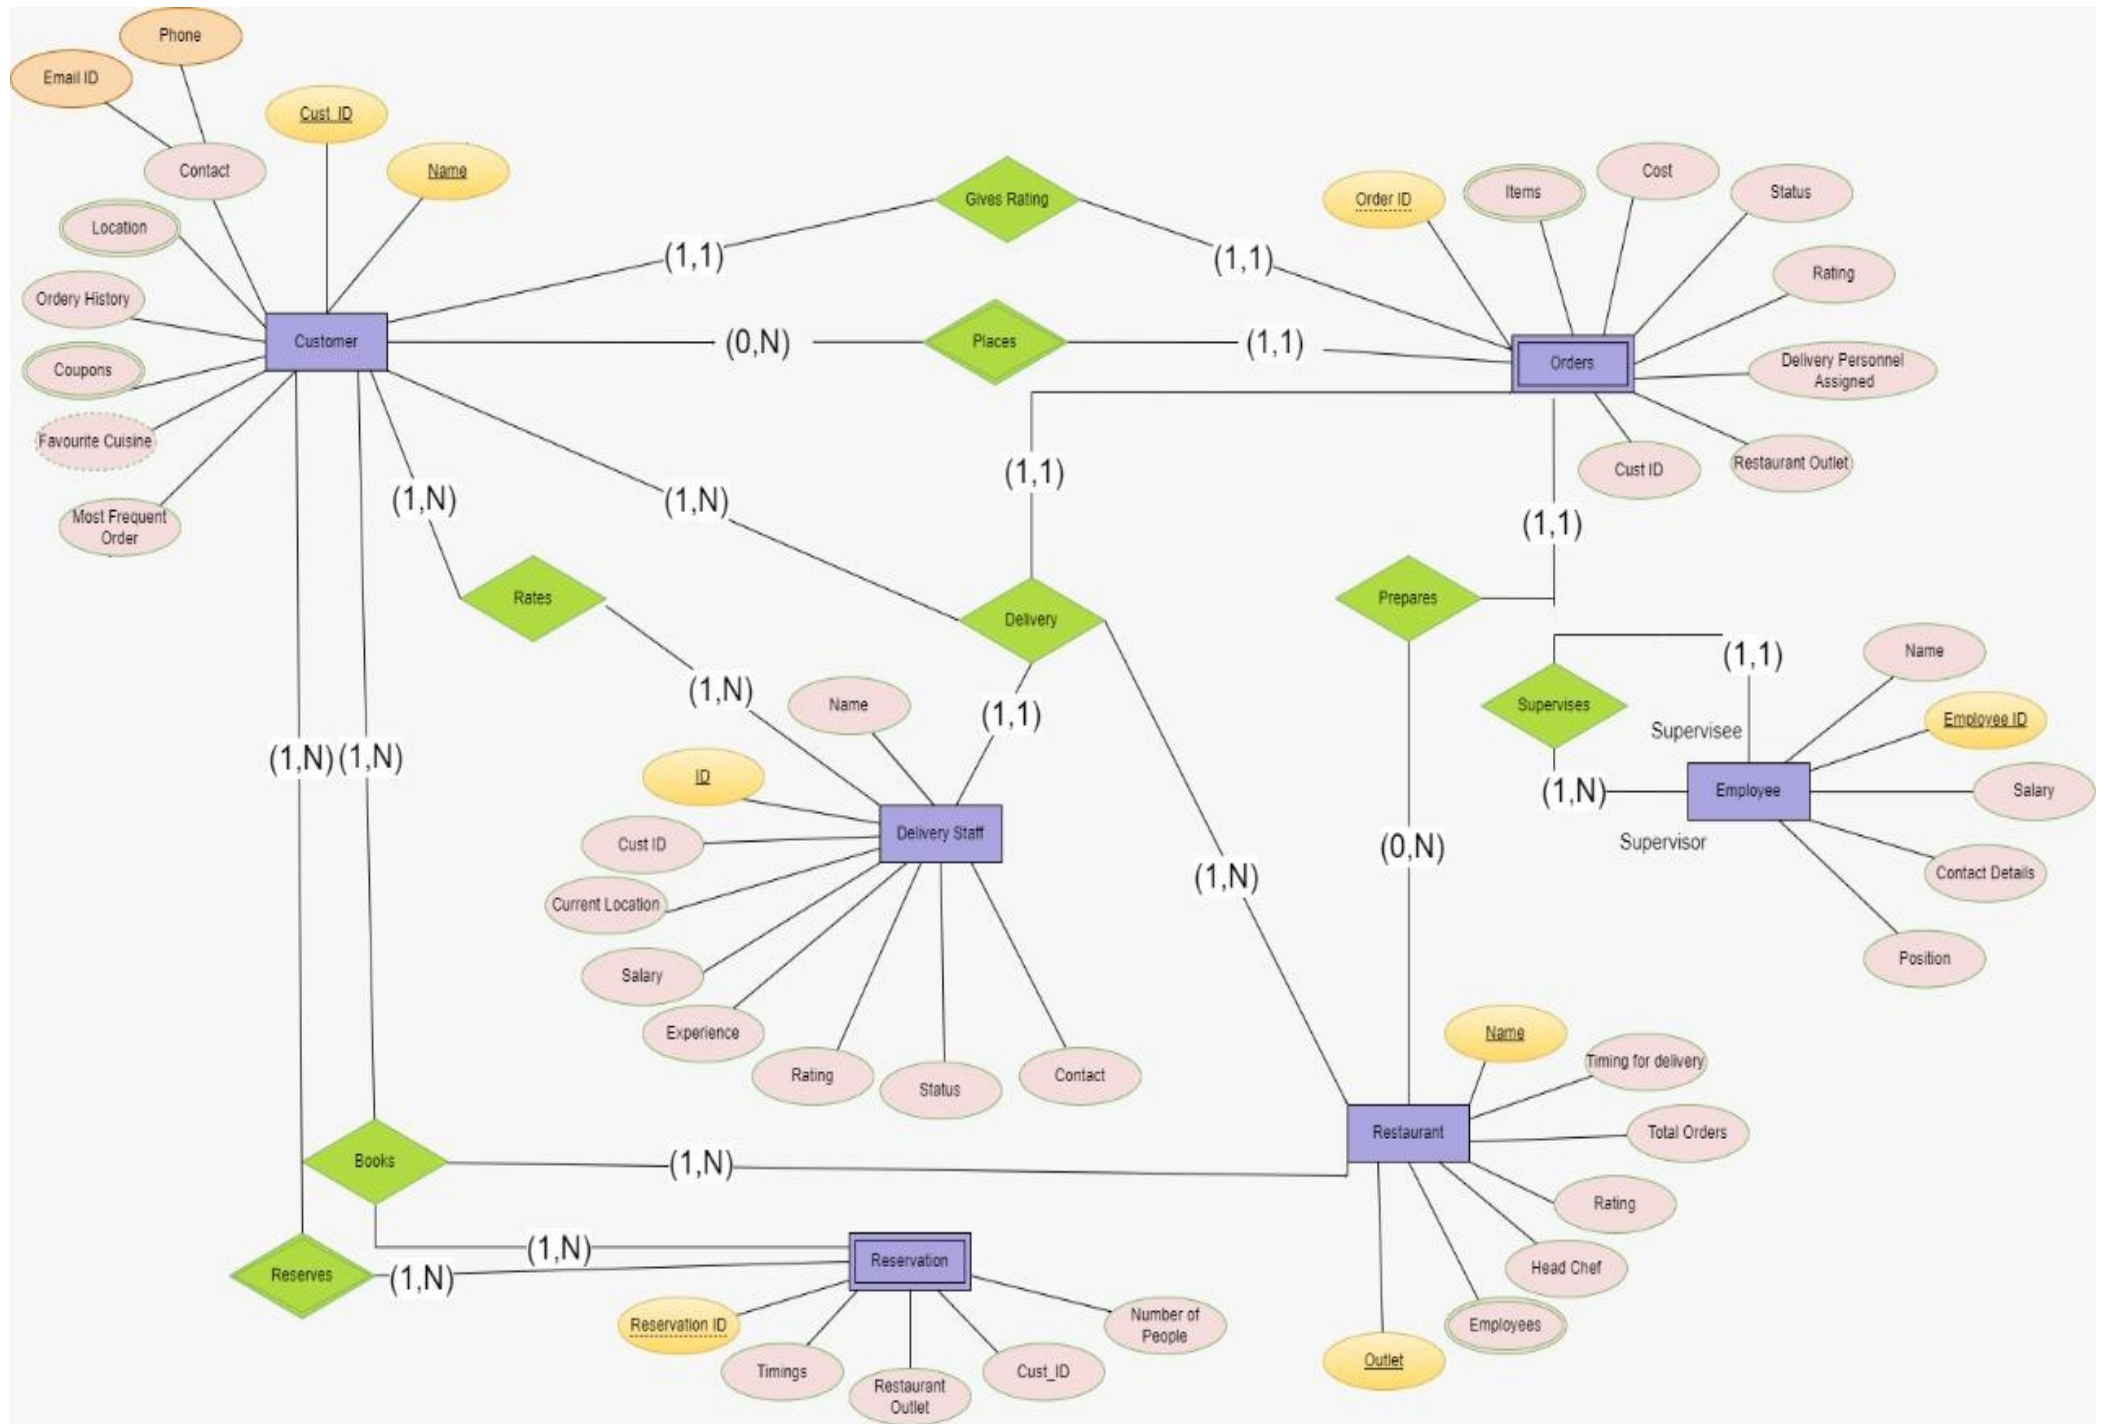 Phone
Email ID
Cust_ID
Contact
Name
Location
Ordery History
Customer
Coupons
Favourite Cuisine
Most Frequent
Order
Gives Rating
(1,1)
(1,1)
Places
(0,N)
(1,1)
Order ID
Items
Cost
Status
Rating
Orders
Delivery Personnel
Assigned
Restaurant Outlet
Cust ID
(1,N)
(1,N)
(1,1)
(1,1)
Rates
Delivery
Prepares
(1,N)
(1,1)
Name
ID
Delivery Staff
Cust ID
Current Location
Salary
Experience
Rating
Status
Contact
(1,1)
Supervises
Supervisee
(1,N)
Supervisor
Employee
Name
Employee ID
Salary
Contact Details
Position
(1,N)
(1,N)
(1,N)
(0,N)
Name
Timing for delivery
Restaurant
Total Orders
Rating
Head Chef
Employees
Outlet
Books
(1,N)
(1,N)
Reserves
(1,N)
Reservation
Reservation ID
Timings
Restaurant
Outlet
Cust_ID
Number of
People